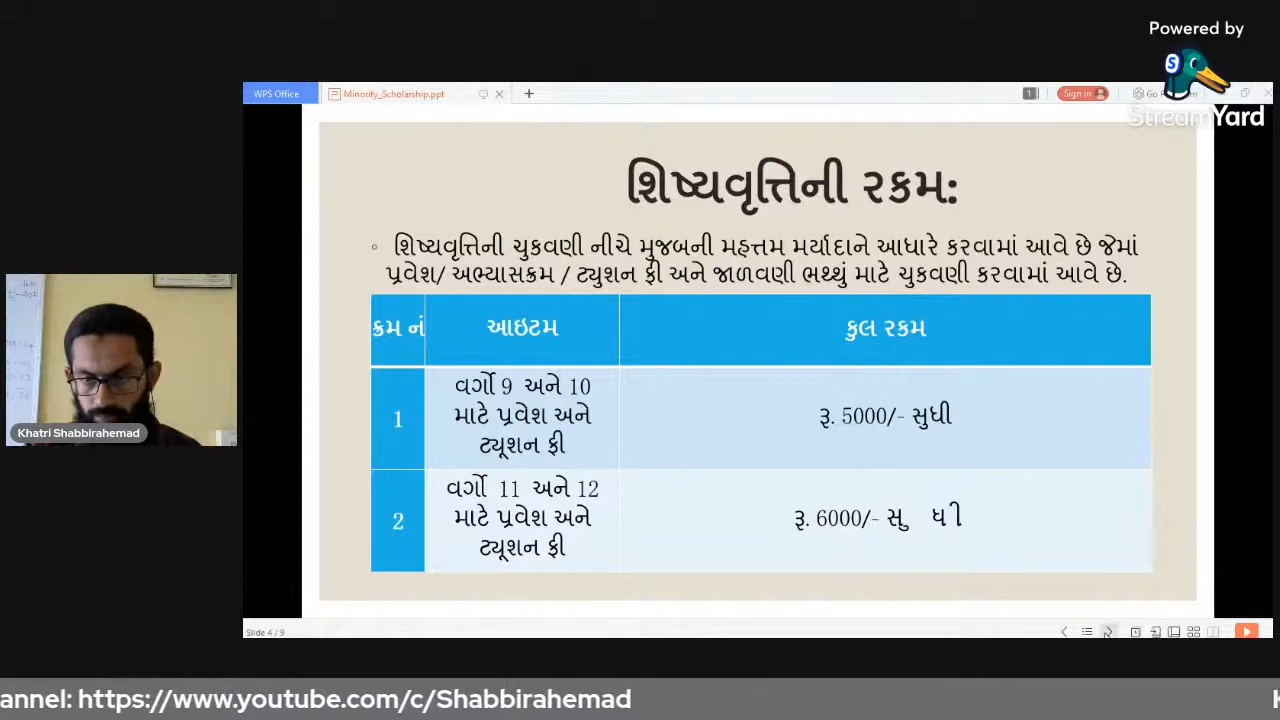 Powered by
StreamYard
WPS Office
Minority_Scholarship.ppt
1
Sign in
Go
શિષ્યવૃત્તિની રકમ:
શિષ્યવૃત્તિની ચુકવણી નીચે મુજબની મહત્તમ મર્યાદાને આધારે કરવામાં આવે છે જેમાં
પ્રવેશ/ અભ્યાસક્રમ / ટ્યુશન ફી અને જાળવણી ભથ્થું માટે ચુકવણી કરવામાં આવે છે.
ક્રમ નં
આઇટમ
કુલ રકમ
1
વર્ગો 9 અને 10
માટે પ્રવેશ અને
ટ્યૂશન ફી
રૂ. 5000/- સુધી
2
વર્ગો 11 અને 12
માટે પ્રવેશ અને
ટ્યૂશન ફી
રૂ. 6000/- સુ ધી
Khatri Shabbirahemad
Slide 4 / 9
annel: https://www.youtube.com/c/Shabbirahemad